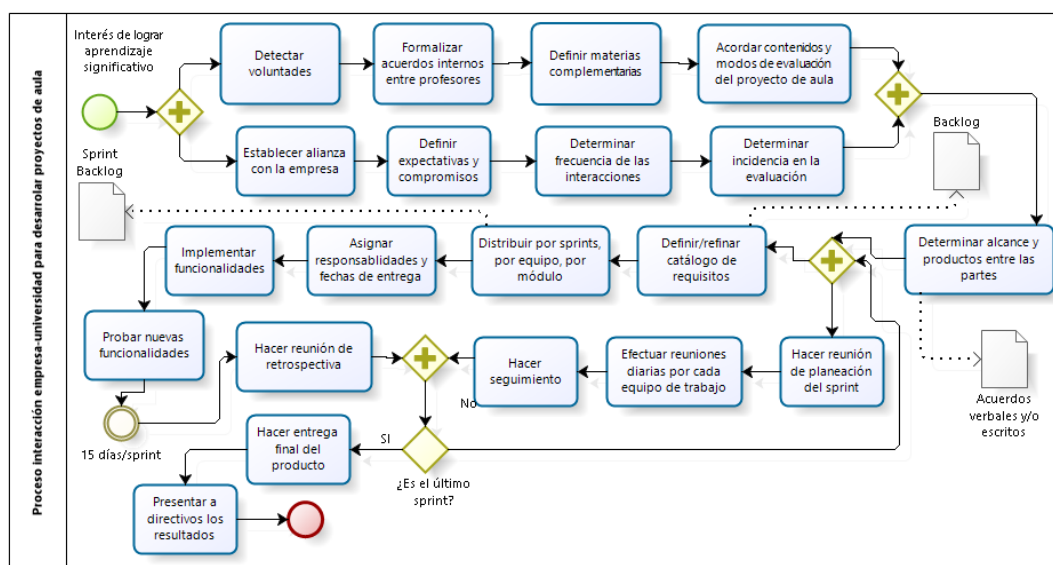 Proceso interacción empresa-universidad para desarrolar proyectos de aula
Interés de lograr
aprendizaje
significativo
Detectar
voluntades
Formalizar
acuerdos internos
entre profesores
Definir materias
complementarias
Acordar contenidos y
modos de evaluación
del proyecto de aula
Establecer alianza
con la empresa
Definir
expectativas y
compromisos
Determinar
frecuencia de las
interacciones
Determinar
incidencia en la
evaluación
Backlog
Sprint
Backlog
Implementar
funcionalidades
Asignar
responsablidades y
fechas de entrega
Distribuir por sprints,
por equipo, por
módulo
Definir/refinar
catálogo de
requisitos
Determinar alcance y
productos entre las
partes
Probar nuevas
funcionalidades
Hacer reunión de
retrospectiva
Hacer
seguimiento
Efectuar reuniones
diarias por cada
equipo de trabajo
Hacer reunión
de planeación
del sprint
Acuerdos
verbales y/o
escritos
No
15 días/sprint
Hacer entrega
final del
producto
SI
¿Es el último
sprint?
Presentar a
directivos los
resultados